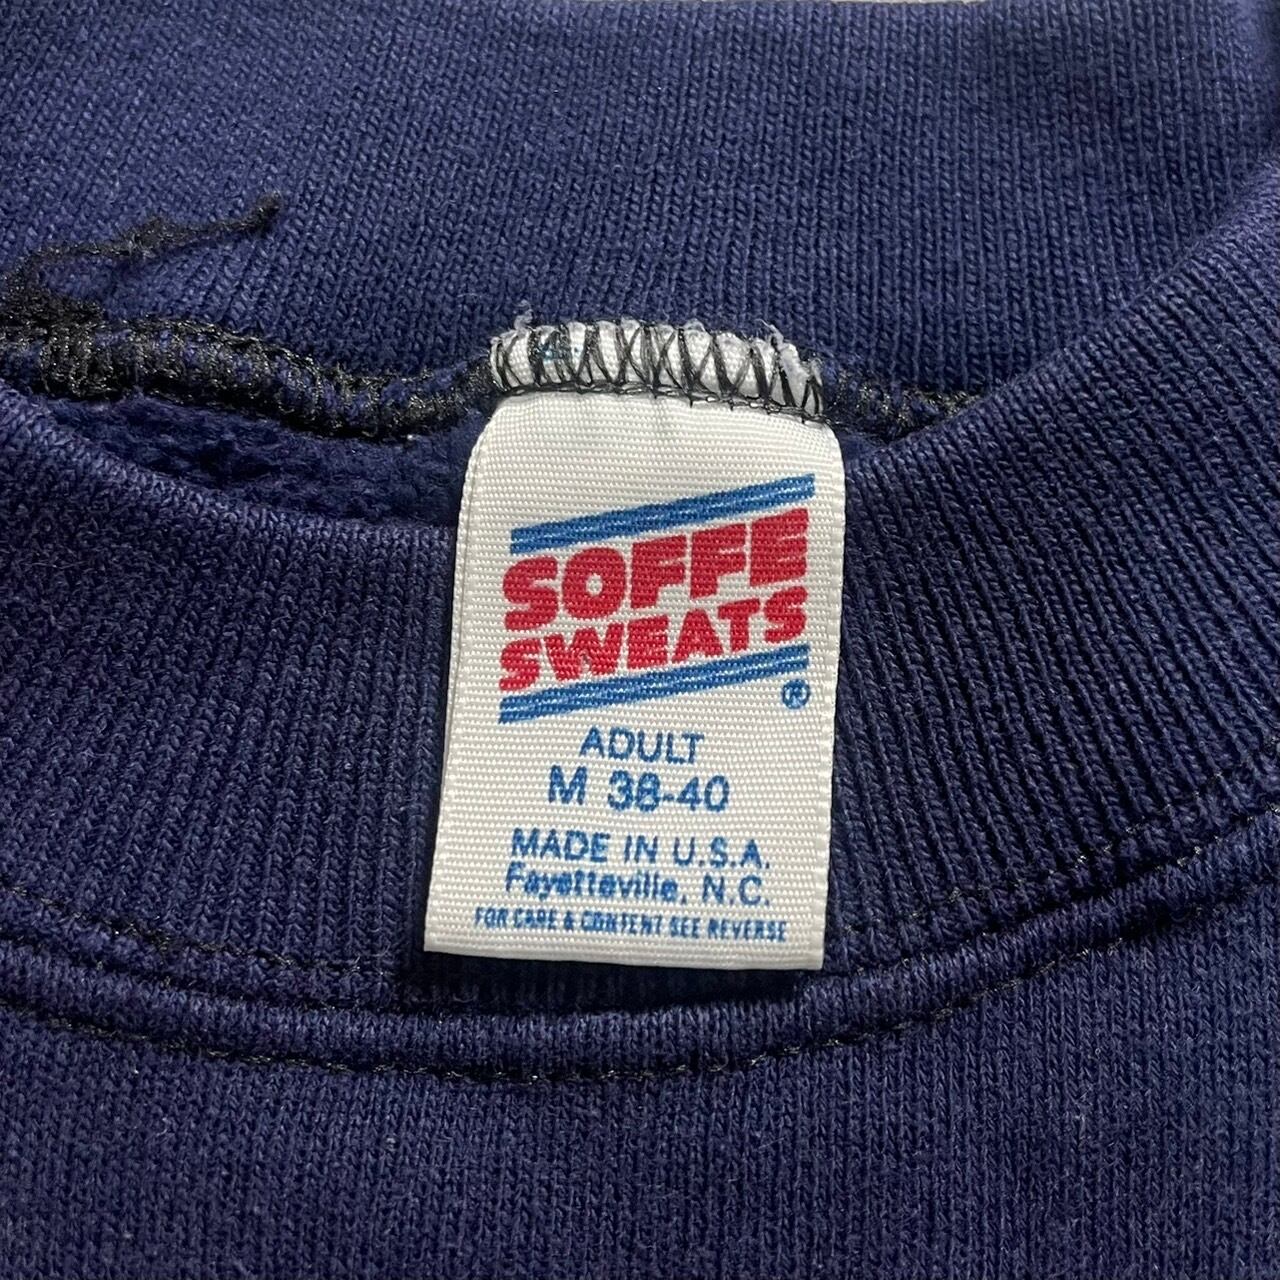 SOFFE
SWEATS
®
ADULT
M 38-40
MADE IN U.S.A.
Fayetteville, N.C.
FOR CARE & CONTENT SEE REVERSE